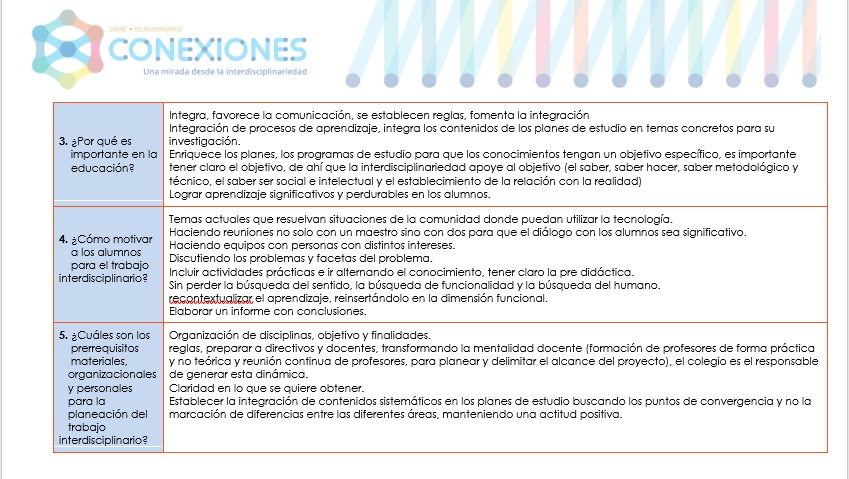 DGIRE • 50 ANIVERSARIO
CONEXIONES
Una mirada desde la interdisciplinariedad
3. ¿Por qué es
importante en la
educación?
Integra, favorece la comunicación, se establecen reglas, fomenta la integración
Integración de procesos de aprendizaje, integra los contenidos de los planes de estudio en temas concretos para su
investigación.
Enriquece los planes, los programas de estudio para que los conocimientos tengan un objetivo específico, es importante
tener claro el objetivo, de ahí que la interdisciplinariedad apoye al objetivo (el saber, saber hacer, saber metodológico y
técnico, el saber ser social e intelectual y el establecimiento de la relación con la realidad)
Lograr aprendizaje significativos y perdurables en los alumnos.
4. ¿Cómo motivar
a los alumnos
para el trabajo
interdisciplinario?
Temas actuales que resuelvan situaciones de la comunidad donde puedan utilizar la tecnología.
Haciendo reuniones no solo con un maestro sino con dos para que el diálogo con los alumnos sea significativo.
Haciendo equipos con personas con distintos intereses.
Discutiendo los problemas y facetas del problema.
Incluir actividades prácticas e ir alternando el conocimiento, tener claro la pre didáctica.
Sin perder la búsqueda del sentido, la búsqueda de funcionalidad y la búsqueda del humano.
recontextualizar el aprendizaje, reinsertándolo en la dimensión funcional.
Elaborar un informe con conclusiones.
5. ¿Cuáles son los
prerrequisitos
materiales,
organizacionales
y personales
para la
planeación del
trabajo
interdisciplinario?
Organización de disciplinas, objetivo y finalidades.
reglas, preparar a directivos y docentes, transformando la mentalidad docente (formación de profesores de forma práctica
y no teórica y reunión continua de profesores, para planear y delimitar el alcance del proyecto), el colegio es el responsable
de generar esta dinámica.
Claridad en lo que se quiere obtener.
Establecer la integración de contenidos sistemáticos en los planes de estudio buscando los puntos de convergencia y no la
marcación de diferencias entre las diferentes áreas, manteniendo una actitud positiva.